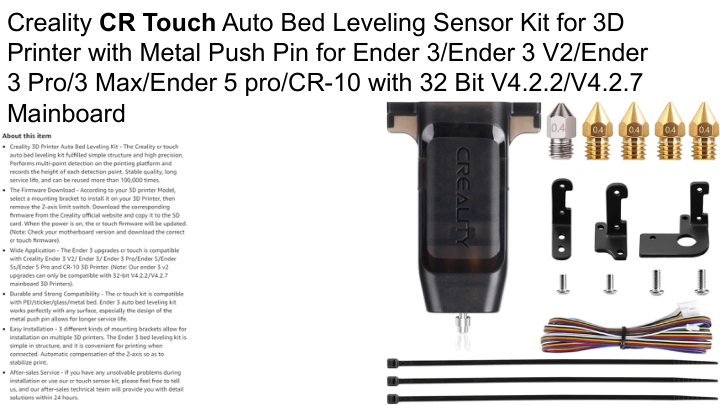 Creality CR Touch Auto Bed Leveling Sensor Kit for 3D
Printer with Metal Push Pin for Ender 3/Ender 3 V2/Ender
3 Pro/3 Max/Ender 5 pro/CR-10 with 32 Bit V4.2.2/V4.2.7
Mainboard
About this item
• Creality 3D Printer Auto Bed Leveling Kit - The Creality cr touch
auto bed leveling kit fulfilled simple structure and high precision.
Performs multi-point detection on the printing platform and
records the height of each detection point. Stable quality, long
service life, and can be reused more than 100,000 times.
• The Firmware Download - According to your 3D printer Model,
select a mounting bracket to install it on your 3D Printer, then
remove the Z-axis limit switch. Download the corresponding
firmware from the Creality official website and copy it to the SD
card. When the power is on, the cr touch firmware will be updated.
(Note: Check your motherboard version and download the correct
cr touch firmware).
• Wide Application - The Ender 3 upgrades cr touch is compatible
with Creality Ender 3 V2/ Ender 3/ Ender 3 Pro/Ender 5/Ender
5s/Ender 5 Pro and CR-10 3D Printer. (Note: Our ender 3 v2
upgrades can only be compatible with 32-bit V4.2.2/V4.2.7
mainboard 3D Printers).
• Durable and Strong Compatibility - The cr touch kit is compatible
with PEI/sticker/glass/metal bed. Ender 3 auto bed leveling kit
works perfectly with any surface, especially the design of the
metal push pin allows for longer service life.
• Easy Installation - 3 different kinds of mounting brackets allow for
installation on multiple 3D printers. The Ender 3 bed leveling kit is
simple in structure, and it is convenient for printing when
connected. Automatic compensation of the Z-axis so as to
stabilize print.
• After-sales Service - If you have any unsolvable problems during
installation or use our cr touch sensor kit, please feel free to tell
us, and our after-sales technical team will provide you with detail
solutions within 24 hours.
CREALITY
0.4
0.4
0.4
0.4
0.4